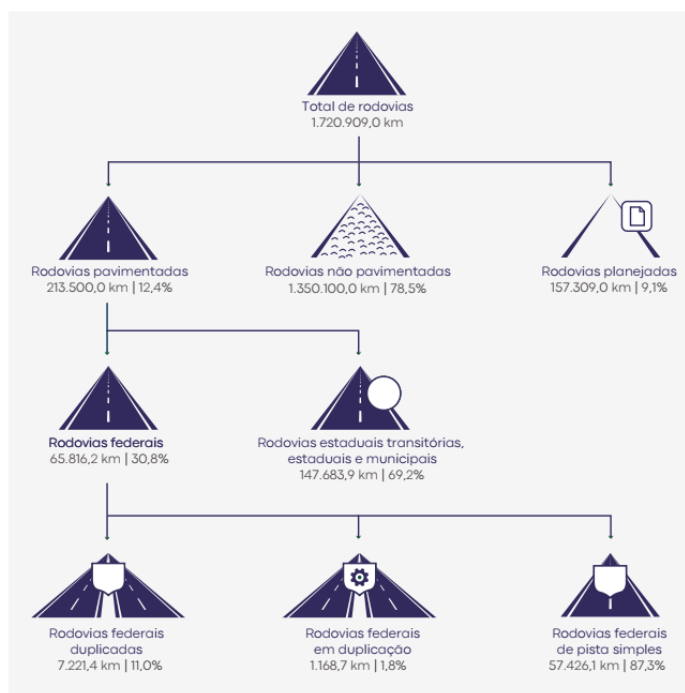 Total de rodovias
1.720.909,0 km
Rodovias pavimentadas
213.500,0 km | 12,4%
Rodovias não pavimentadas
1.350.100,0 km | 78,5%
Rodovias planejadas
157.309,0 km | 9,1%
Rodovias federais
65.816,2 km | 30,8%
Rodovias estaduais transitórias,
estaduais e municipais
147.683,9 km | 69,2%
Rodovias federais
duplicadas
7.221,4 km | 11,0%
Rodovias federais
em duplicação
1.168,7 km | 1,8%
Rodovias federais
de pista simples
57.426,1 km | 87,3%